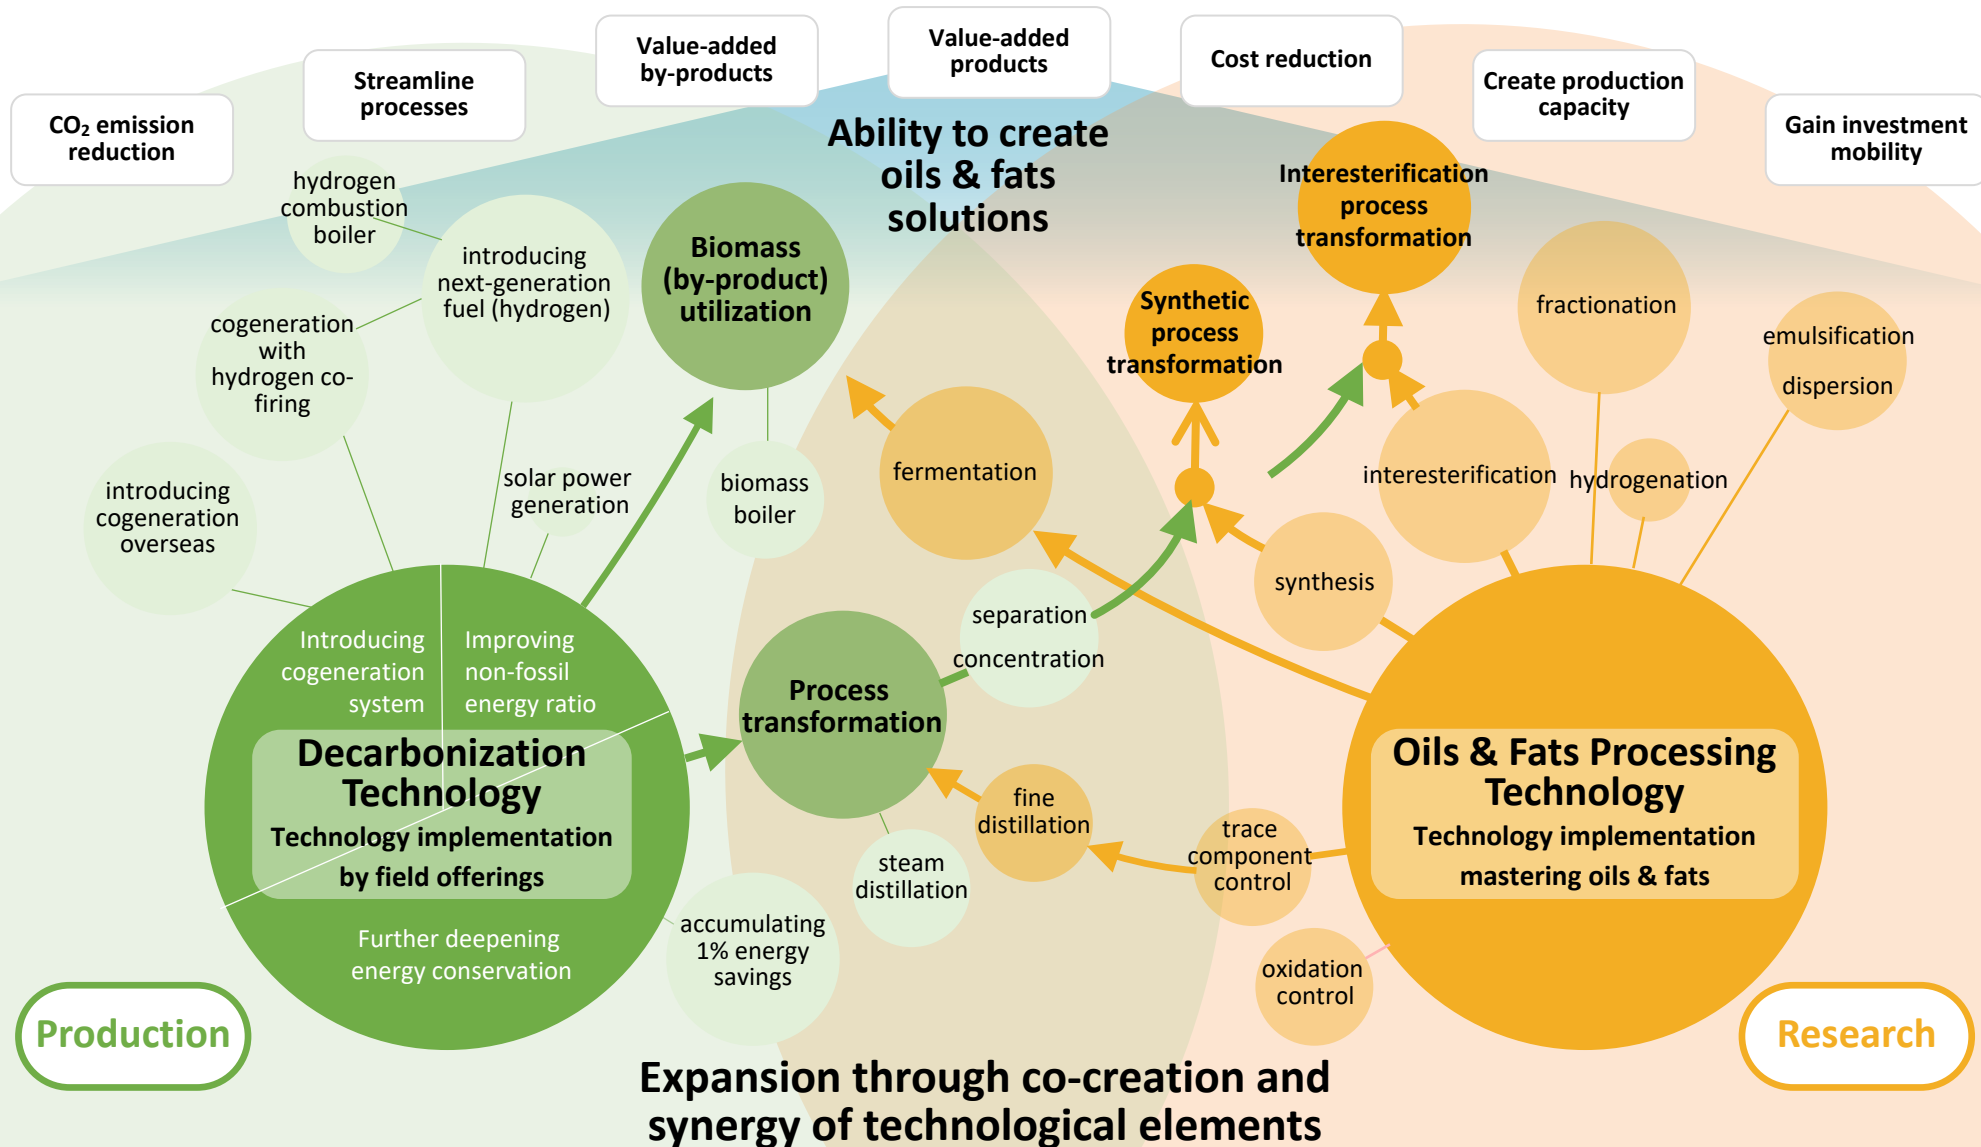 CO₂ emission
reduction
Streamline
processes
Value-added
by-products
Value-added
products
Cost reduction
Create production
capacity
Gain investment
mobility
Ability to create
oils & fats
solutions
hydrogen
combustion
boiler
introducing
next-generation
fuel (hydrogen)
Biomass
(by-product)
utilization
Interesterification
process
transformation
Synthetic
process
transformation
fractionation
emulsification
dispersion
cogeneration
with
hydrogen co-
firing
introducing
cogeneration
overseas
solar power
generation
biomass
boiler
fermentation
interesterification
hydrogenation
synthesis
separation
concentration
Introducing
cogeneration
system
Improving
non-fossil
energy ratio
Decarbonization
Technology
Technology implementation
by field offerings
Further deepening
energy conservation
Process
transformation
fine
distillation
steam
distillation
trace
component
control
oxidation
control
accumulating
1% energy
savings
Oils & Fats Processing
Technology
Technology implementation
mastering oils & fats
Production
Research
Expansion through co-creation and
synergy of technological elements